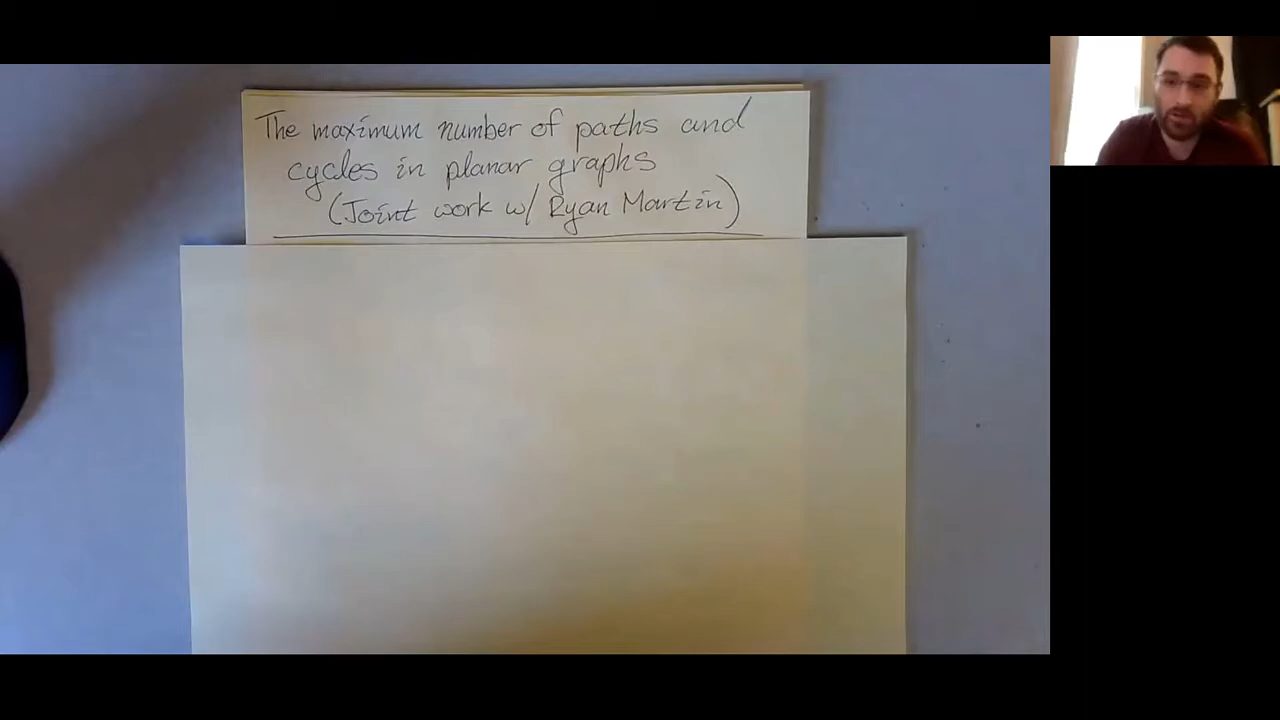 The maximum number of paths and
cycles in planar graphs
(Joint work w/ Ryan Martin)